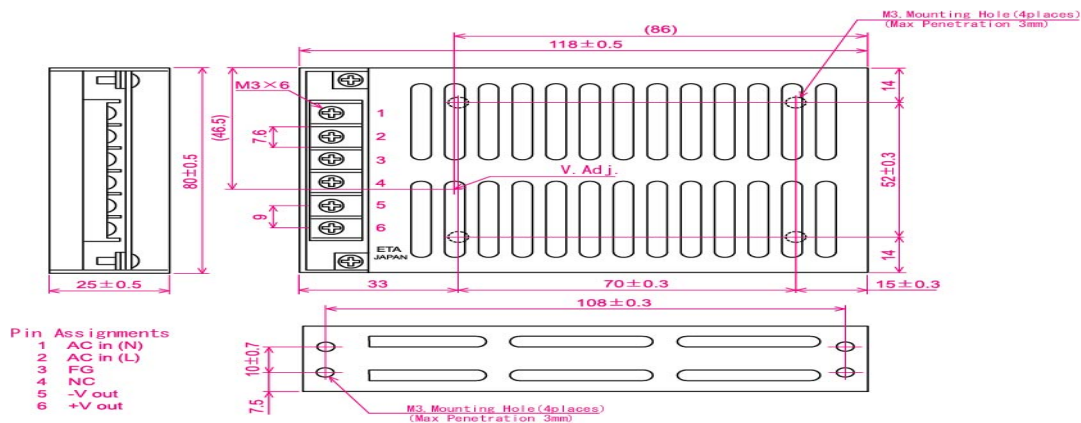 M3, Mounting Hole(4places)
(Max Penetration 3mm)
(86)
118±0.5
M3×6
14
(46.5)
7.6
80±0.5
52±0.3
1
2
3
4
5
6
V. Adj.
9
ETA
JAPAN
14
25±0.5
33
70±0.3
15±0.3
108±0.3
Pin Assignments
1 AC in (N)
2 AC in (L)
3 FG
4 NC
5 -V out
6 +V out
10±0.7
7.5
M3, Mounting Hole(4places)
(Max Penetration 3mm)